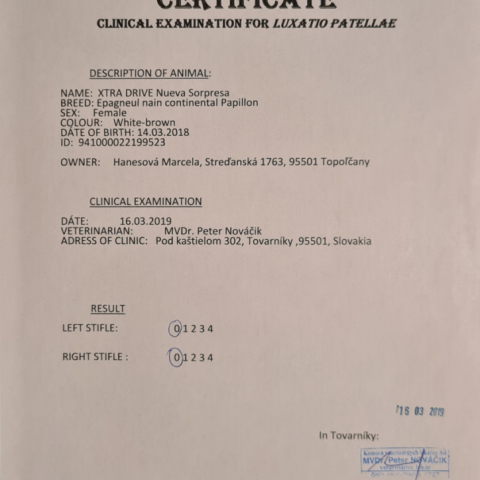 CERTIFICATE
CLINICAL EXAMINATION FOR LUXATIO PATELLAE
DESCRIPTION OF ANIMAL:
NAME: XTRA DRIVE Nueva Sorpresa
BREED: Epagneul nain continental Papillon
SEX: Female
COLOUR: White-brown
DATE OF BIRTH: 14.03.2018
ID: 941000022199523
OWNER: Hanesová Marcela, Streďanská 1763, 95501 Topoľčany
CLINICAL EXAMINATION
DÁTE: 16.03.2019
VETERINARIAN: MVDr. Peter Nováčik
ADRESS OF CLINIC: Pod kaštielom 302, Tovarníky ,95501, Slovakia
RESULT
LEFT STIFLE: 0 1 2 3 4
RIGHT STIFLE : 0 1 2 3 4
16 03 2019
In Tovarníky:
MVDr. Peter NOVÁČIK